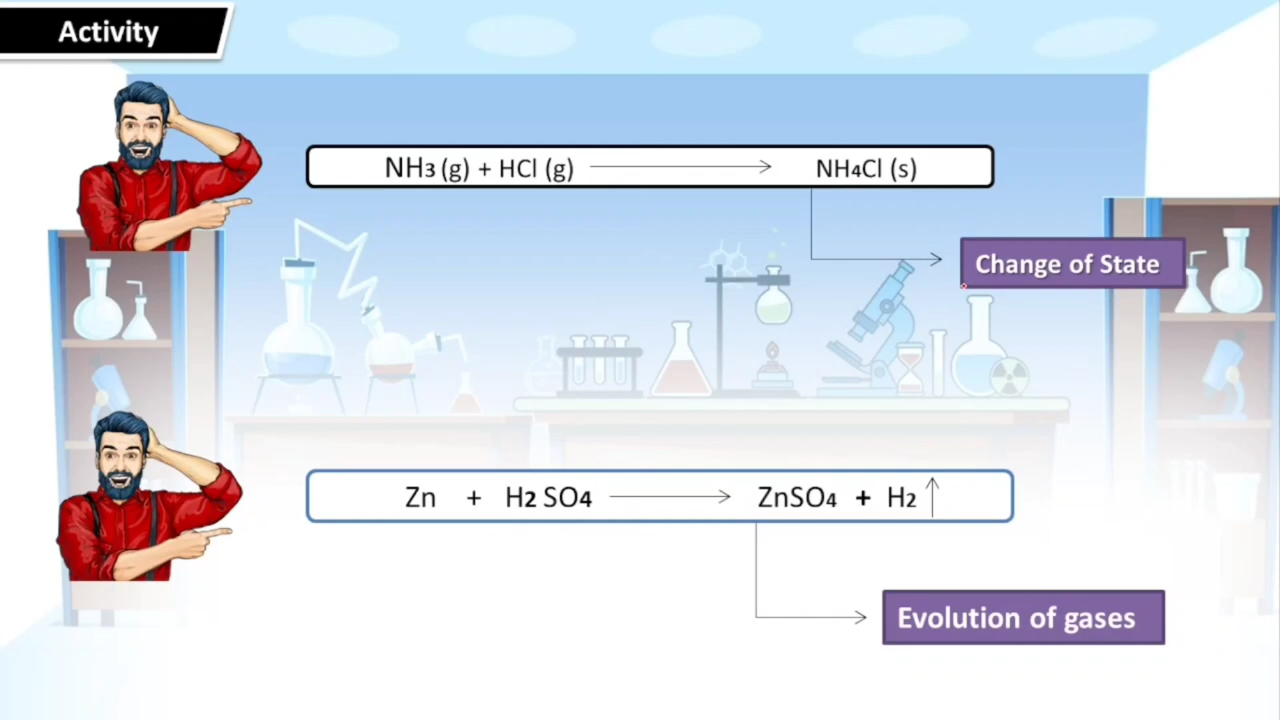 Activity
NH3 (g) + HCl (g) ⟶ NH4Cl (s)
Change of State
Zn + H2 SO4 ⟶ ZnSO4 + H2 ↑
Evolution of gases